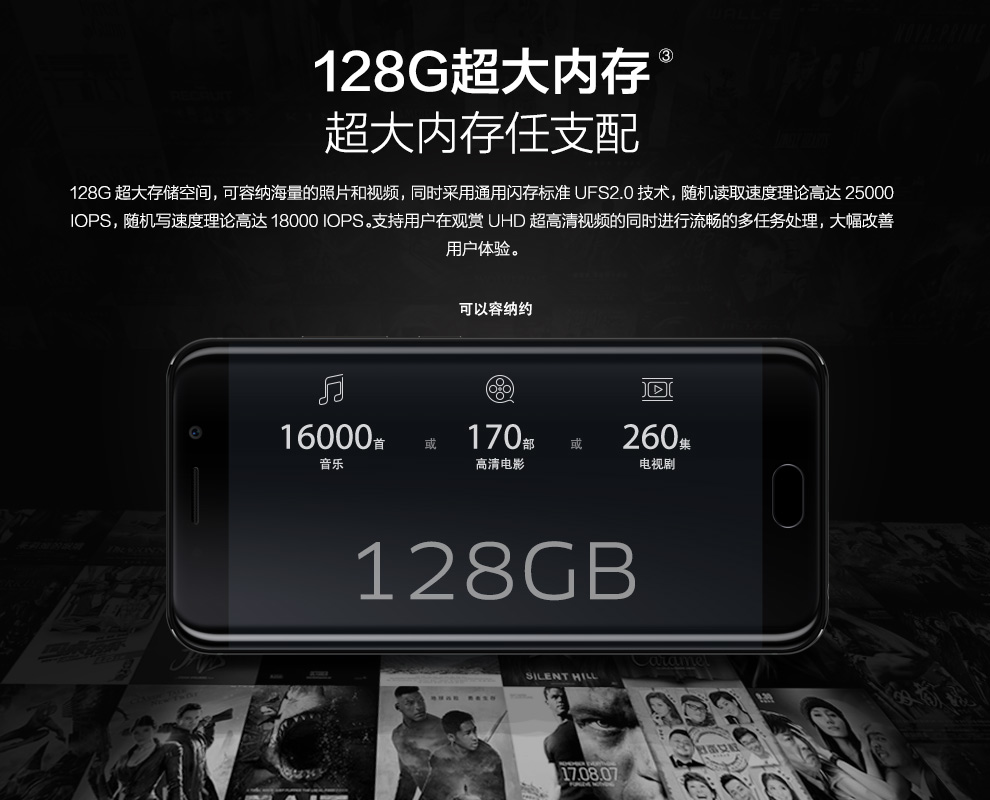 128G超大内存③
超大内存任支配
128G 超大存储空间，可容纳海量的照片和视频，同时采用通用闪存标准 UFS2.0 技术，随机读取速度理论高达 25000
IOPS，随机写速度理论高达 18000 IOPS。支持用户在观赏 UHD 超高清视频的同时进行流畅的多任务处理，大幅改善
用户体验。
可以容纳约
16000首 或 170部 或 260集
音乐 高清电影 电视剧
128GB
Caramel
SILENT HILL
17.08.07